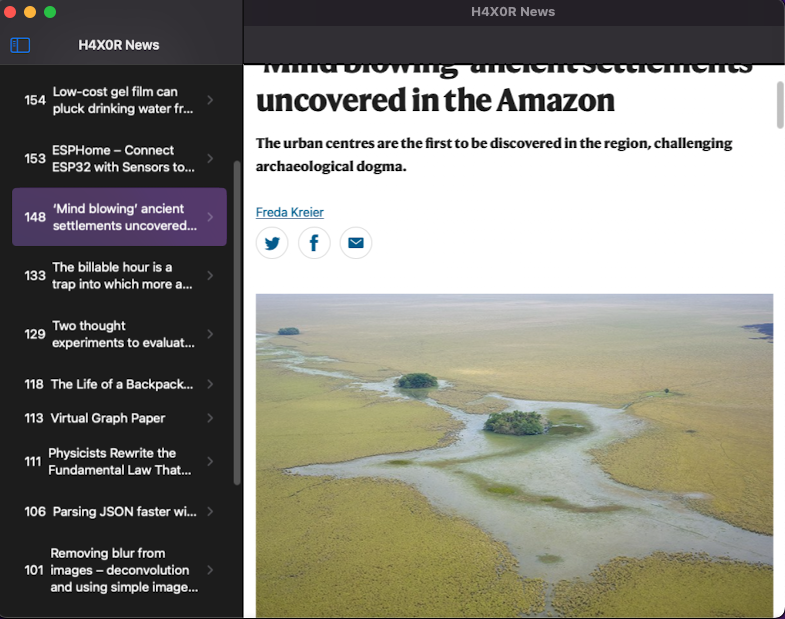 H4X0R News
H4X0R News
154
Low-cost gel film can
pluck drinking water fr...
153
ESPHome – Connect
ESP32 with Sensors to...
148
‘Mind blowing’ ancient
settlements uncovered...
133
The billable hour is a
trap into which more a...
129
Two thought
experiments to evaluat...
118 The Life of a Backpack...
113 Virtual Graph Paper
111
Physicists Rewrite the
Fundamental Law That...
106 Parsing JSON faster wi...
101
Removing blur from
images – deconvolution
and using simple image...
‘Mind blowing’ ancient settlements
uncovered in the Amazon
The urban centres are the first to be discovered in the region, challenging
archaeological dogma.
Freda Kreier